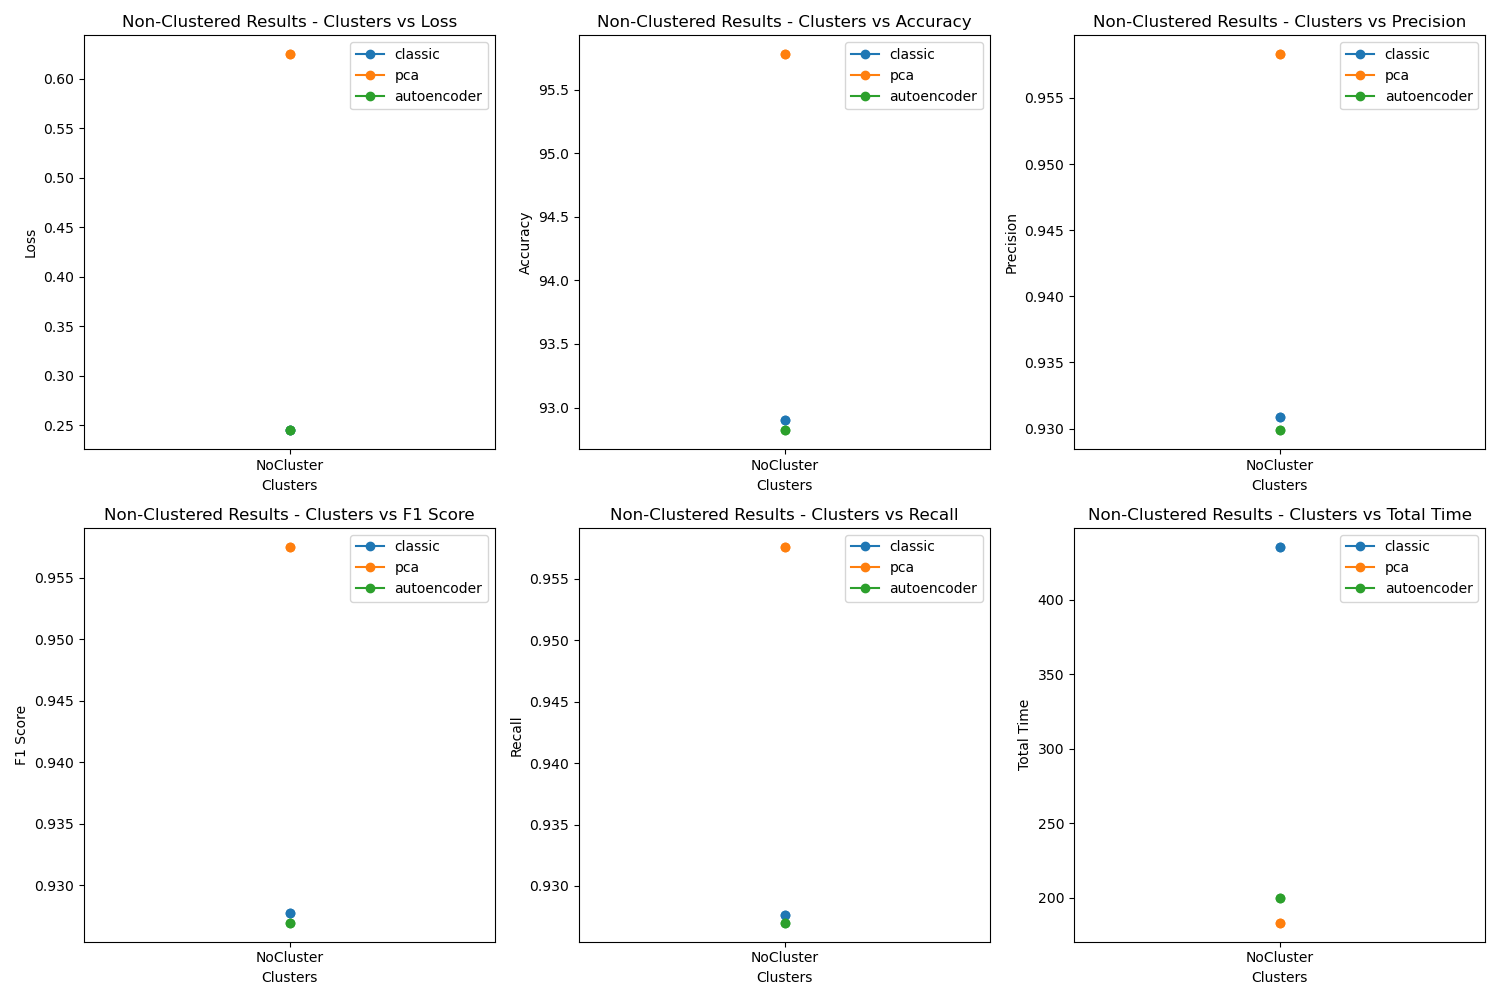 Non-Clustered Results - Clusters vs Loss
classic
pca
autoencoder
0.60
0.55
0.50
0.45
0.40
0.35
0.30
0.25
Loss
NoCluster
Clusters
Non-Clustered Results - Clusters vs Accuracy
classic
pca
autoencoder
95.5
95.0
94.5
94.0
93.5
93.0
Accuracy
NoCluster
Clusters
Non-Clustered Results - Clusters vs Precision
classic
pca
autoencoder
0.955
0.950
0.945
0.940
0.935
0.930
Precision
NoCluster
Clusters
Non-Clustered Results - Clusters vs F1 Score
classic
pca
autoencoder
0.955
0.950
0.945
0.940
0.935
0.930
F1 Score
NoCluster
Clusters
Non-Clustered Results - Clusters vs Recall
classic
pca
autoencoder
0.955
0.950
0.945
0.940
0.935
0.930
Recall
NoCluster
Clusters
Non-Clustered Results - Clusters vs Total Time
classic
pca
autoencoder
400
350
300
250
200
Total Time
NoCluster
Clusters